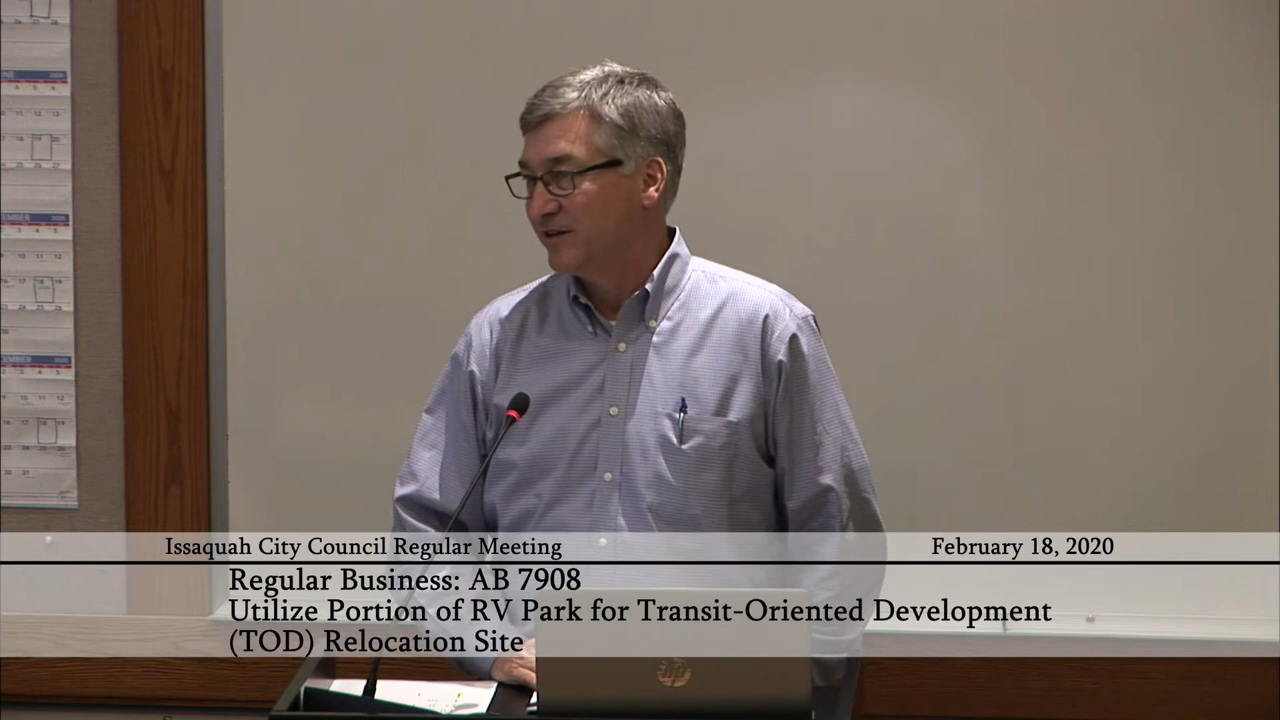 Issaquah City Council Regular Meeting
February 18, 2020
Regular Business: AB 7908
Utilize Portion of RV Park for Transit-Oriented Development
(TOD) Relocation Site
hp